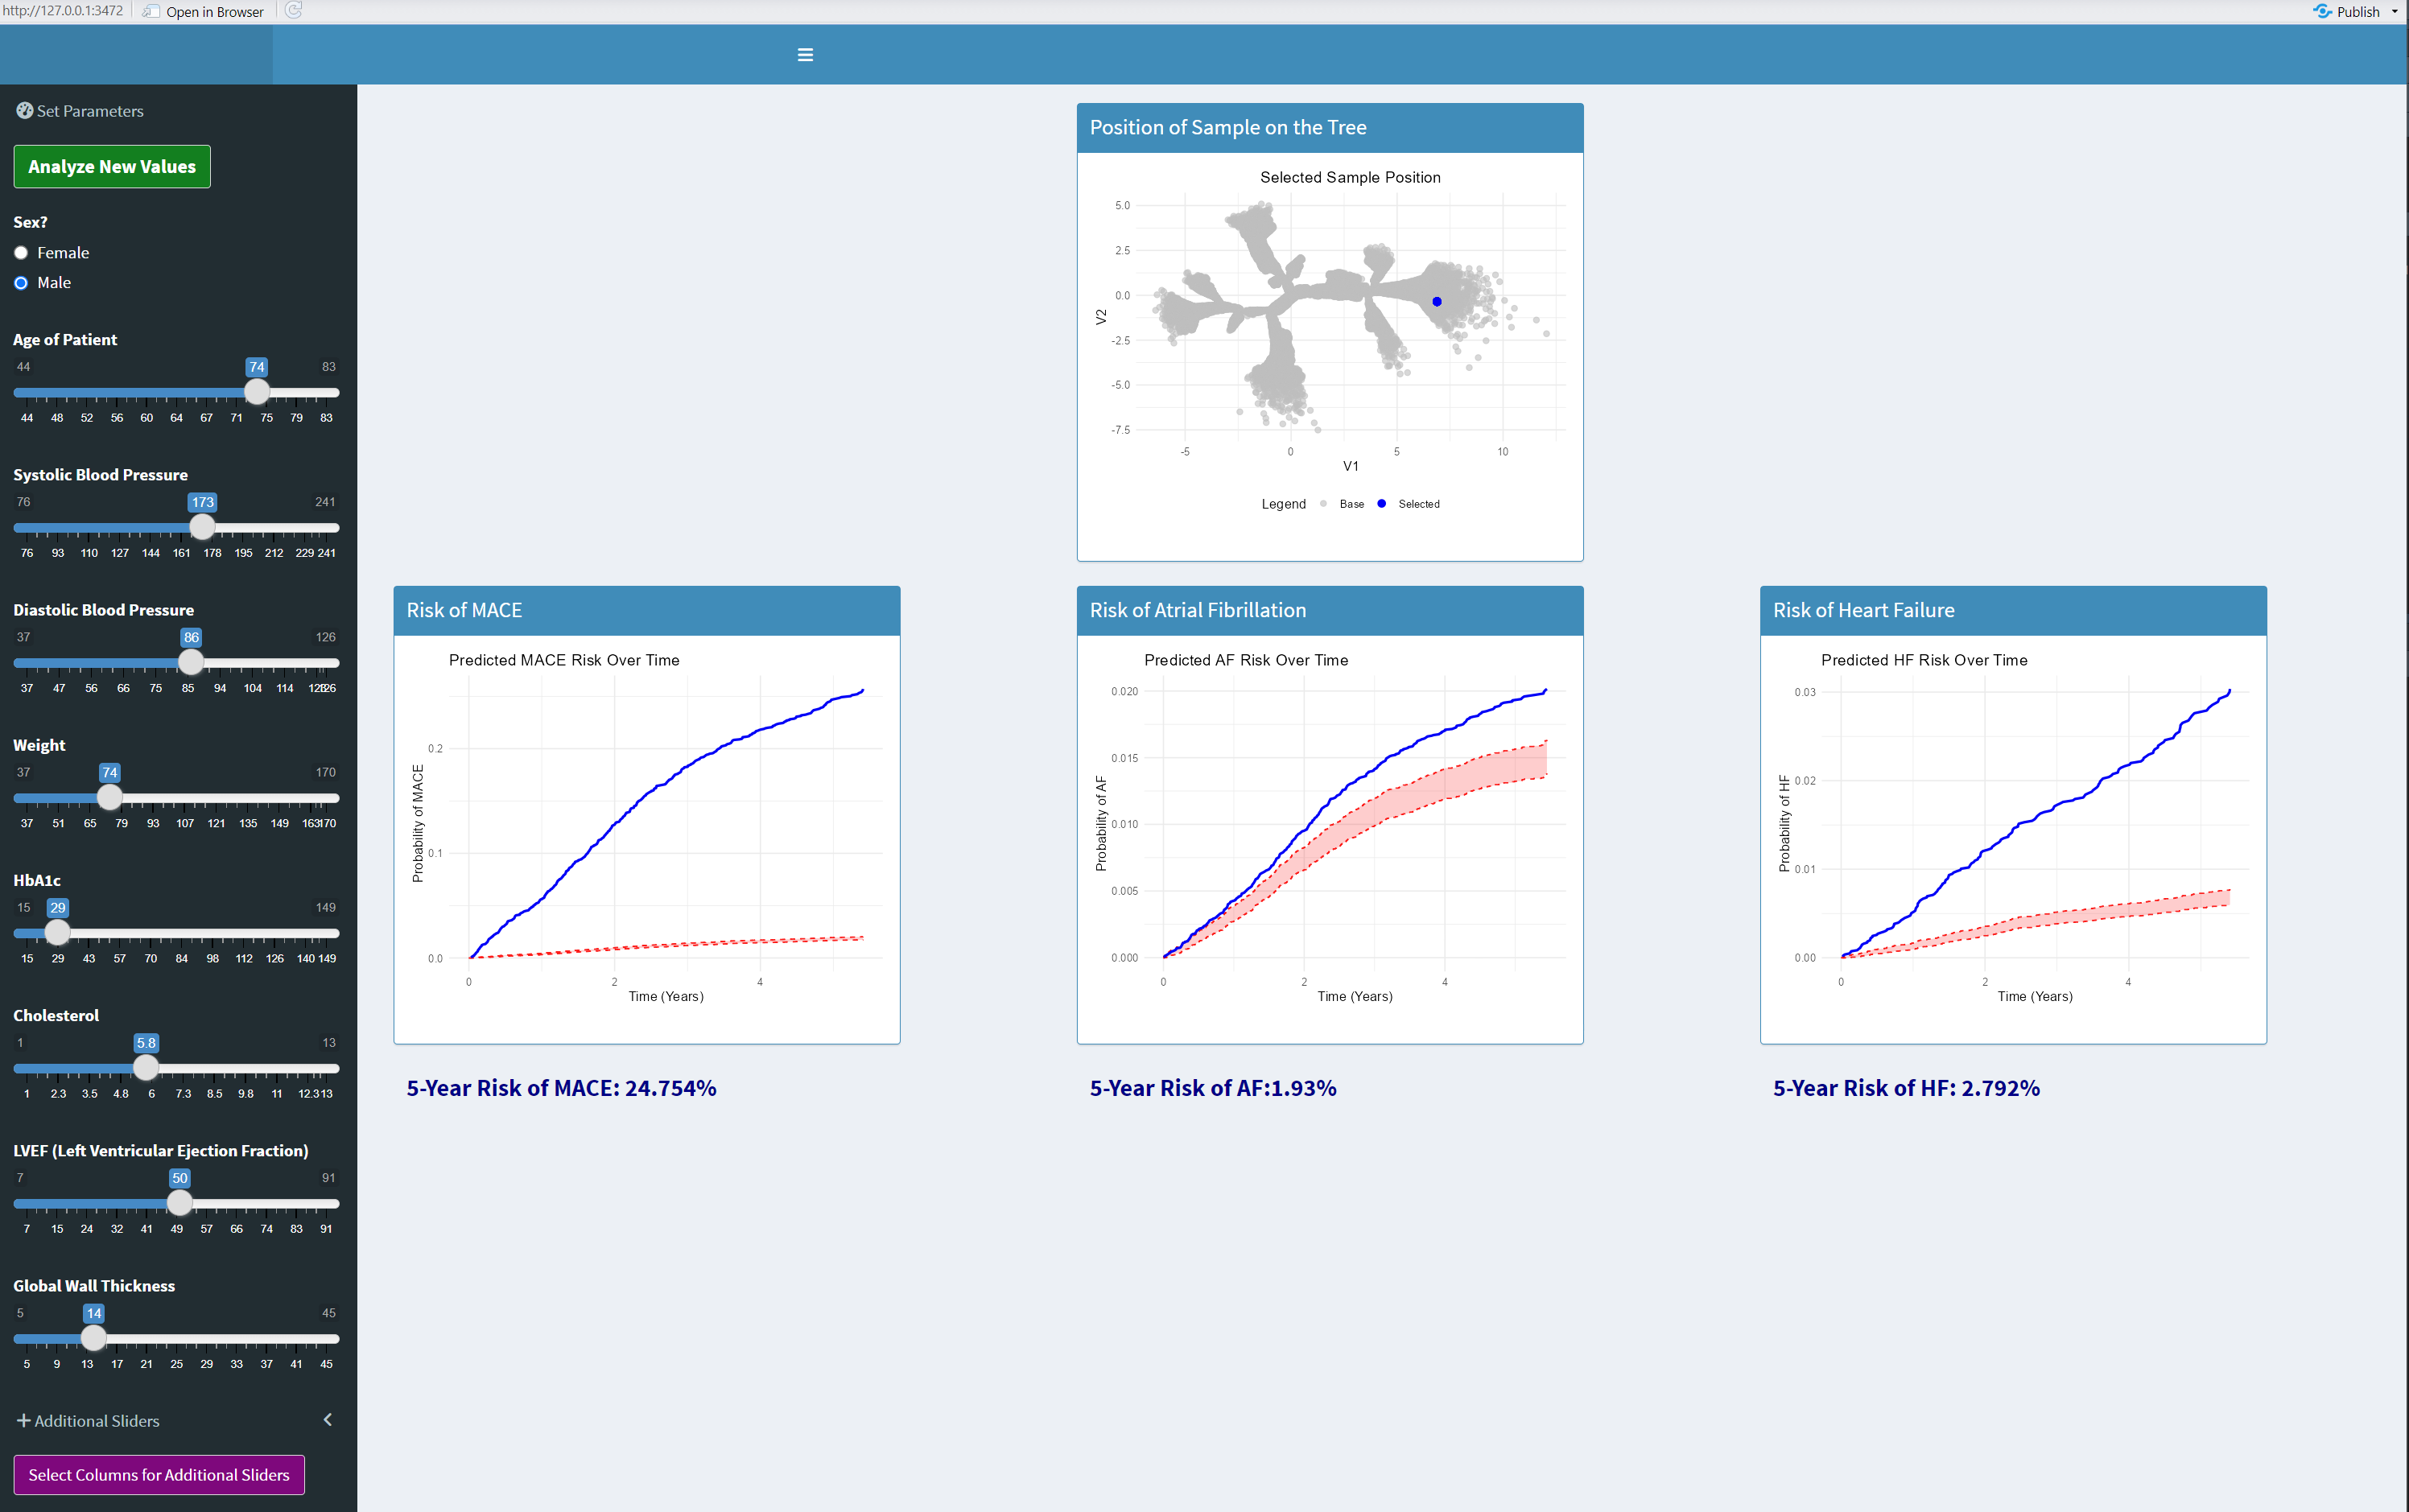 http://127.0.0.1:3472 Open in Browser Publish
Set Parameters
Analyze New Values
Sex?
Female
Male
Age of Patient
44 74 83
44 48 52 56 60 64 67 71 75 79 83
Systolic Blood Pressure
76 173 241
76 93 110 127 144 161 178 195 212 229 241
Diastolic Blood Pressure
37 86 126
37 47 56 66 75 85 94 104 114 123 126
Weight
37 74 170
37 51 65 79 93 107 121 135 149 163 170
HbA1c
15 29 149
15 29 43 57 70 84 98 112 126 140 149
Cholesterol
1 5.8 13
1 2.3 3.5 4.8 6 7.3 8.5 9.8 11 12.3 13
LVEF (Left Ventricular Ejection Fraction)
7 50 91
7 15 24 32 41 49 57 66 74 83 91
Global Wall Thickness
5 14 45
5 9 13 17 21 25 29 33 37 41 45
Additional Sliders
Select Columns for Additional Sliders
Position of Sample on the Tree
Selected Sample Position
5.0
2.5
0.0
-2.5
-5.0
-7.5
V2
-5 0 5 10
V1
Legend Base Selected
Risk of MACE
Predicted MACE Risk Over Time
0.2
0.1
0.0
Probability of MACE
0 2 4
Time (Years)
5-Year Risk of MACE: 24.754%
Risk of Atrial Fibrillation
Predicted AF Risk Over Time
0.020
0.015
0.010
0.005
0.000
Probability of AF
0 2 4
Time (Years)
5-Year Risk of AF:1.93%
Risk of Heart Failure
Predicted HF Risk Over Time
0.03
0.02
0.01
0.00
Probability of HF
0 2 4
Time (Years)
5-Year Risk of HF: 2.792%